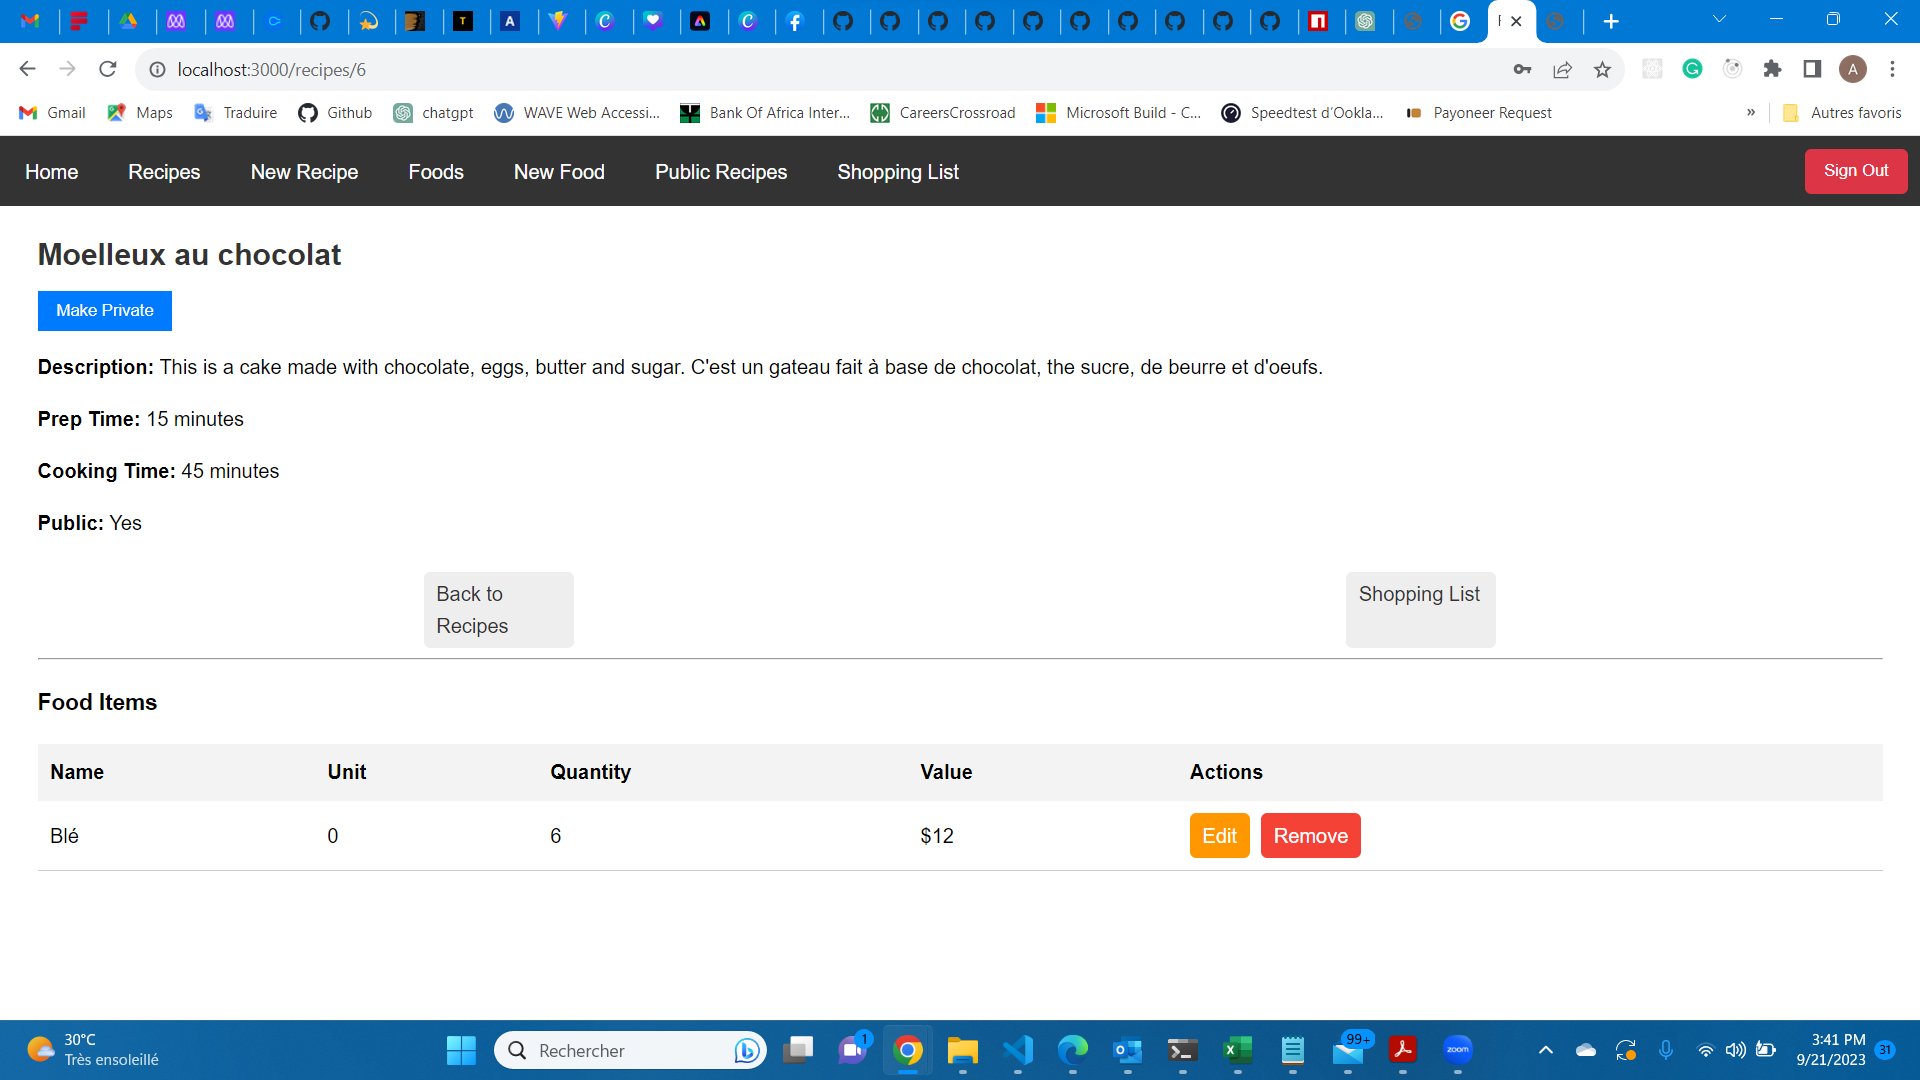 localhost:3000/recipes/6
A
Gmail Maps Traduire Github chatgpt WAVE Web Accessi... Bank Of Africa Inter... CareersCrossroad Microsoft Build - C... Speedtest d'Ookla... Payoneer Request » Autres favoris
Home Recipes New Recipe Foods New Food Public Recipes Shopping List Sign Out
Moelleux au chocolat
Make Private
Description: This is a cake made with chocolate, eggs, butter and sugar. C'est un gateau fait à base de chocolat, the sucre, de beurre et d'oeufs.
Prep Time: 15 minutes
Cooking Time: 45 minutes
Public: Yes
Back to Shopping List
Recipes
Food Items
Name Unit Quantity Value Actions
Blé 0 6 $12 Edit Remove
30°C
Très ensoleillé
Rechercher
1
99+
zoom
3:41 PM
9/21/2023
31